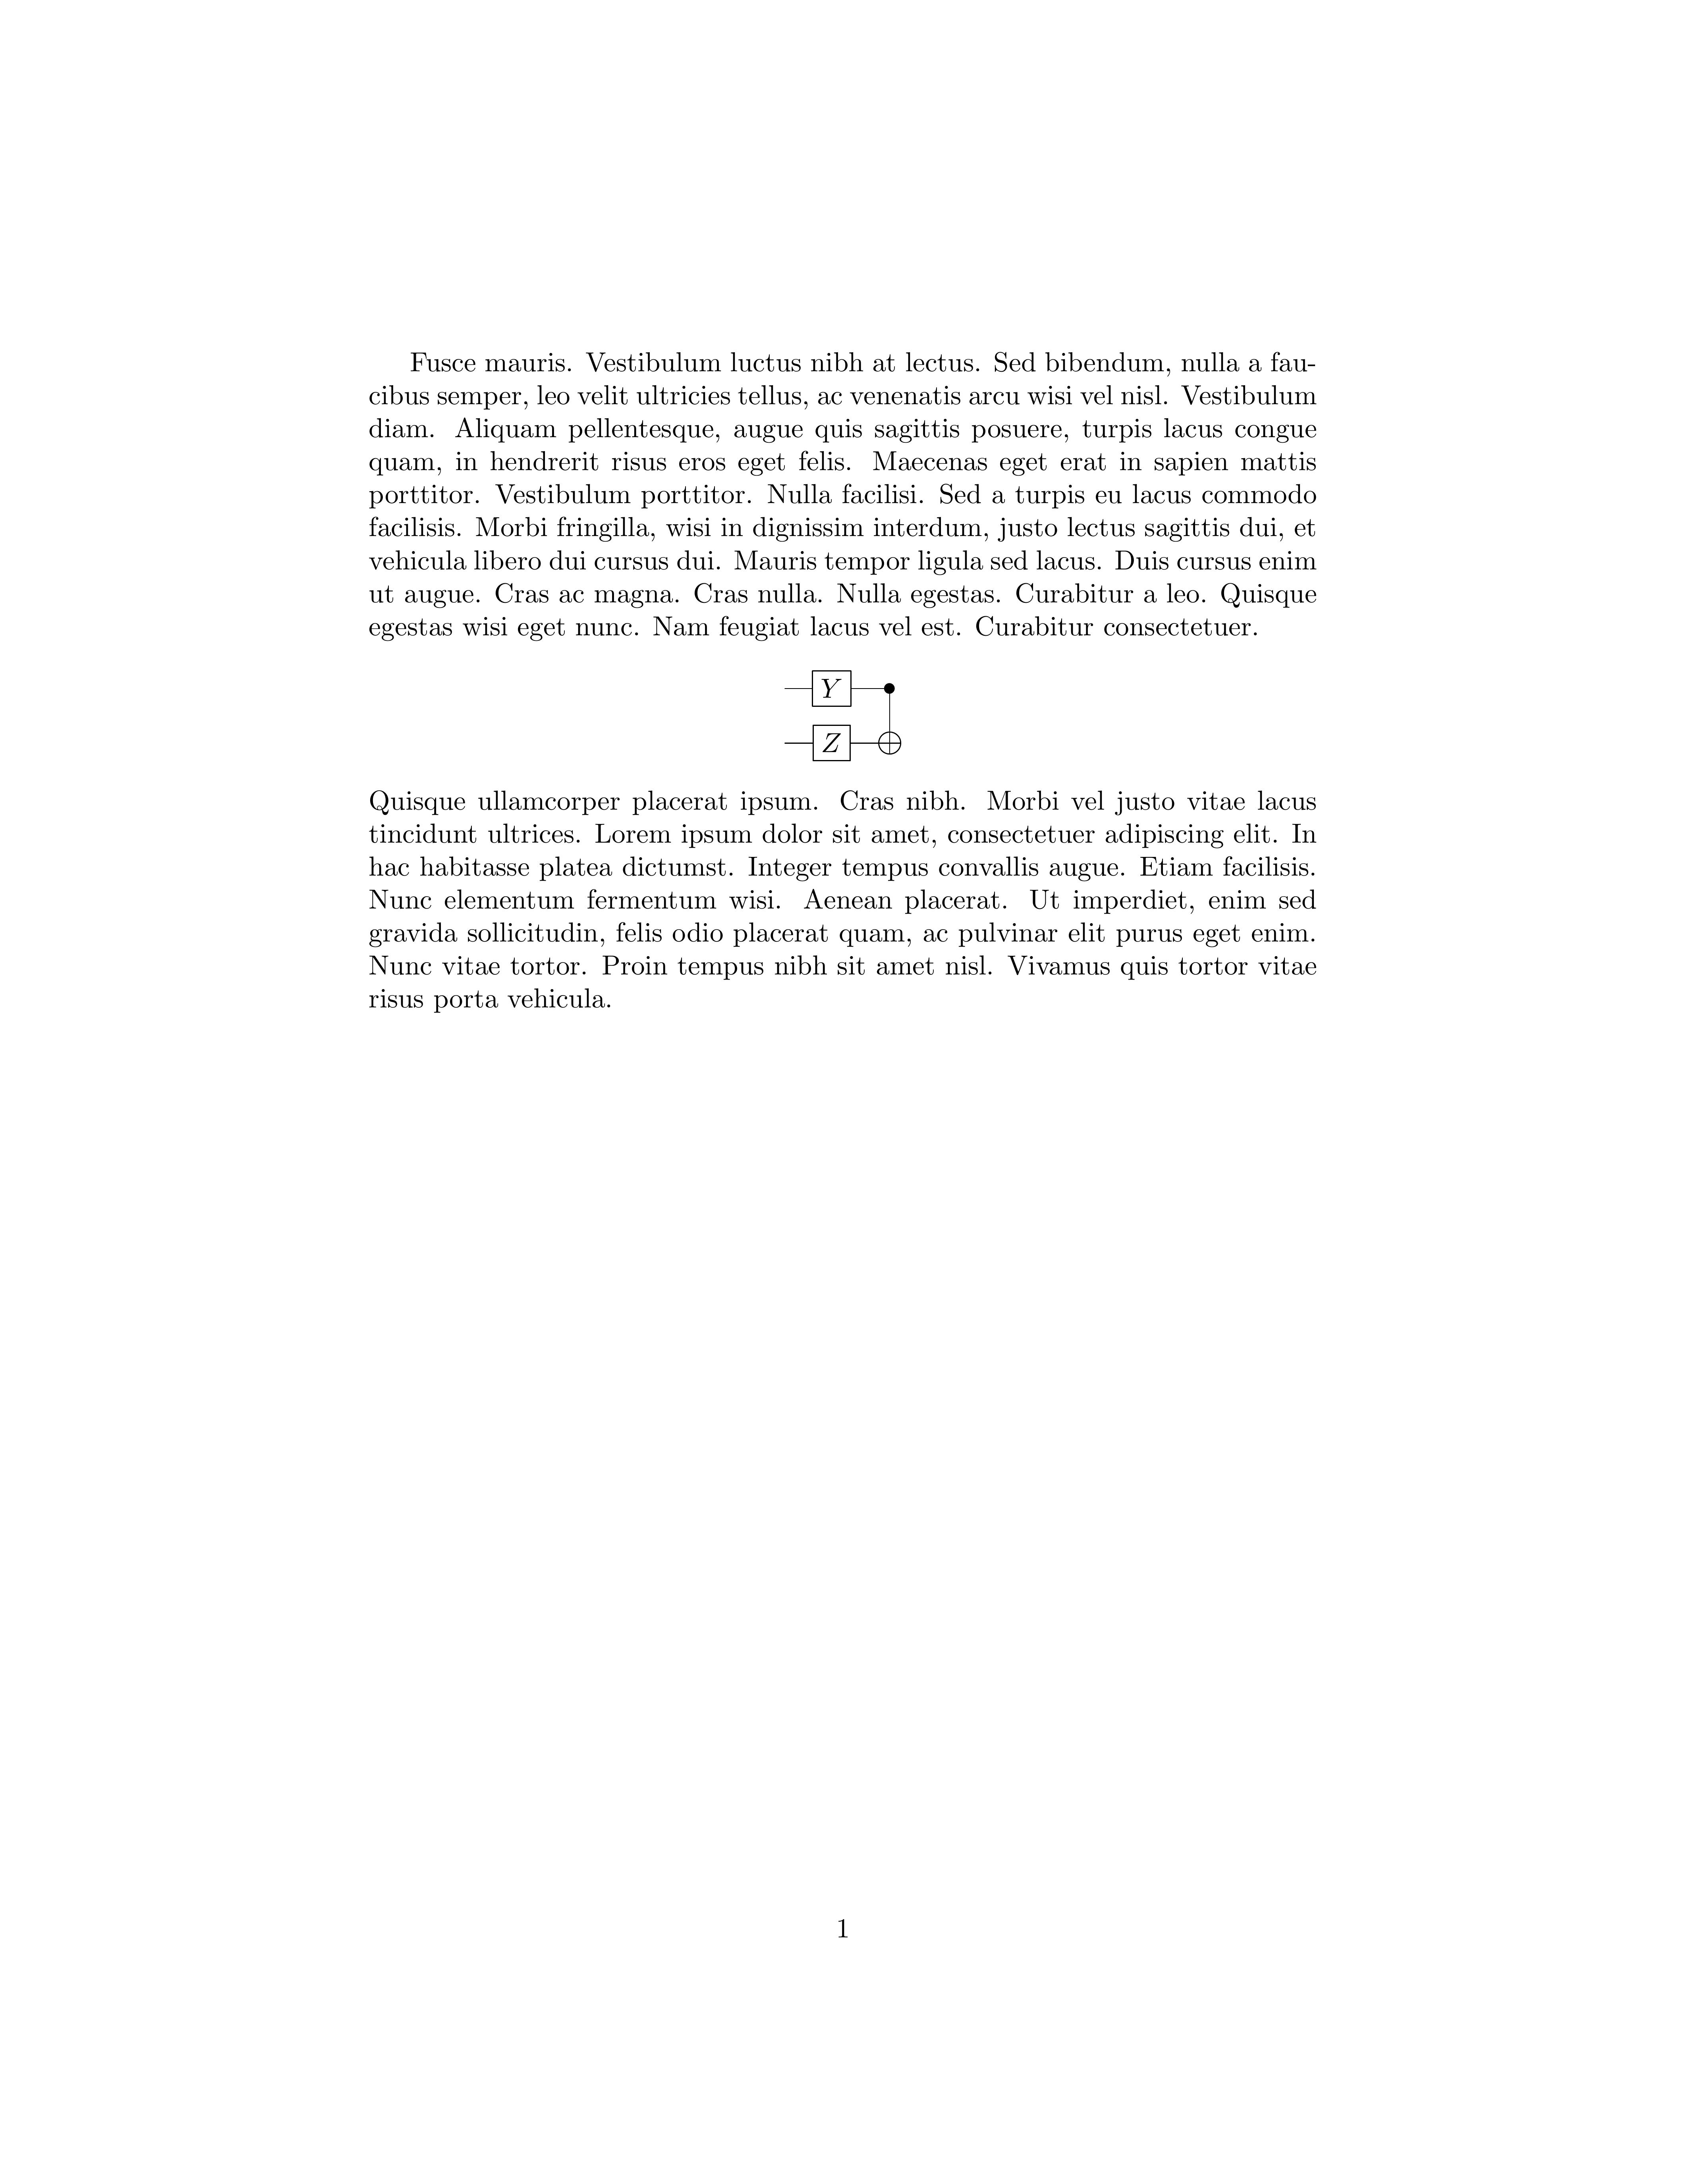 Fusce mauris. Vestibulum luctus nibh at lectus. Sed bibendum, nulla a fau-
cibus semper, leo velit ultricies tellus, ac venenatis arcu wisi vel nisl. Vestibulum
diam. Aliquam pellentesque, augue quis sagittis posuere, turpis lacus congue
quam, in hendrerit risus eros eget felis. Maecenas eget erat in sapien mattis
porttitor. Vestibulum porttitor. Nulla facilisi. Sed a turpis eu lacus commodo
facilisis. Morbi fringilla, wisi in dignissim interdum, justo lectus sagittis dui, et
vehicula libero dui cursus dui. Mauris tempor ligula sed lacus. Duis cursus enim
ut augue. Cras ac magna. Cras nulla. Nulla egestas. Curabitur a leo. Quisque
egestas wisi eget nunc. Nam feugiat lacus vel est. Curabitur consectetuer.
Y
Z
Quisque ullamcorper placerat ipsum. Cras nibh. Morbi vel justo vitae lacus
tincidunt ultrices. Lorem ipsum dolor sit amet, consectetuer adipiscing elit. In
hac habitasse platea dictumst. Integer tempus convallis augue. Etiam facilisis.
Nunc elementum fermentum wisi. Aenean placerat. Ut imperdiet, enim sed
gravida sollicitudin, felis odio placerat quam, ac pulvinar elit purus eget enim.
Nunc vitae tortor. Proin tempus nibh sit amet nisl. Vivamus quis tortor vitae
risus porta vehicula.
1